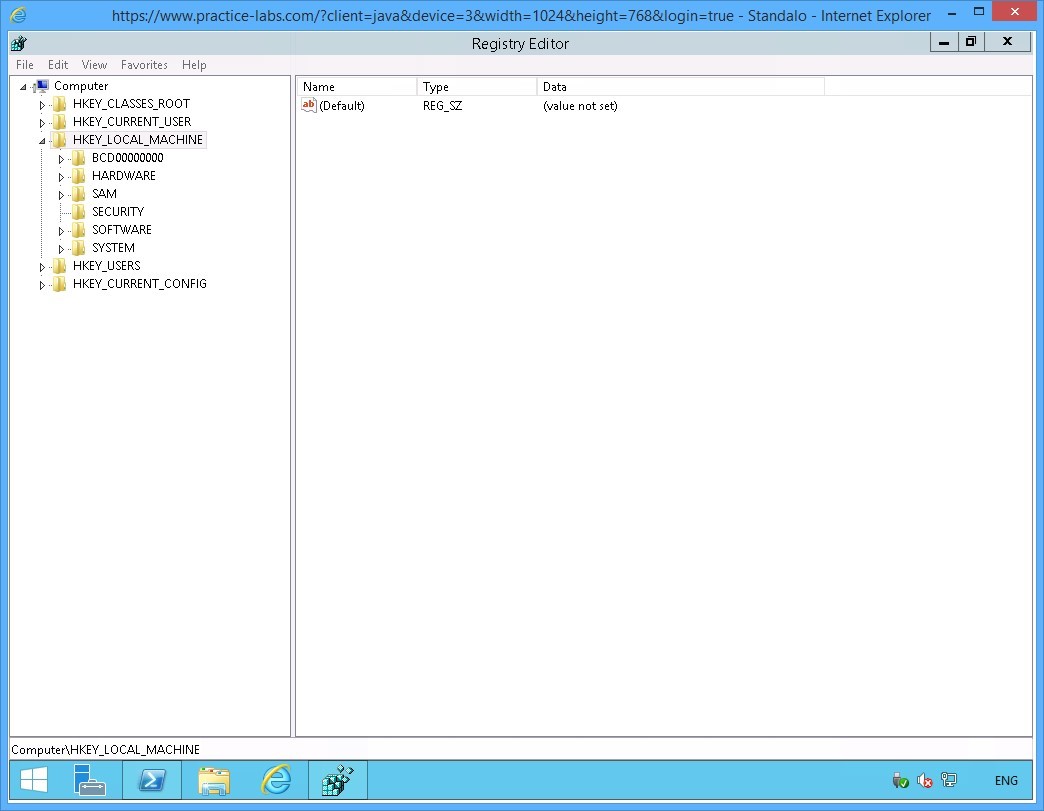 https://www.practice-labs.com/?client=java&device=3&width=1024&height=768&login=true - Standalo - Internet Explorer
Registry Editor
File Edit View Favorites Help
Computer
HKEY_CLASSES_ROOT
HKEY_CURRENT_USER
HKEY_LOCAL_MACHINE
BCD00000000
HARDWARE
SAM
SECURITY
SOFTWARE
SYSTEM
HKEY_USERS
HKEY_CURRENT_CONFIG
Name Type Data
ab (Default) REG_SZ (value not set)
Computer\HKEY_LOCAL_MACHINE
ENG